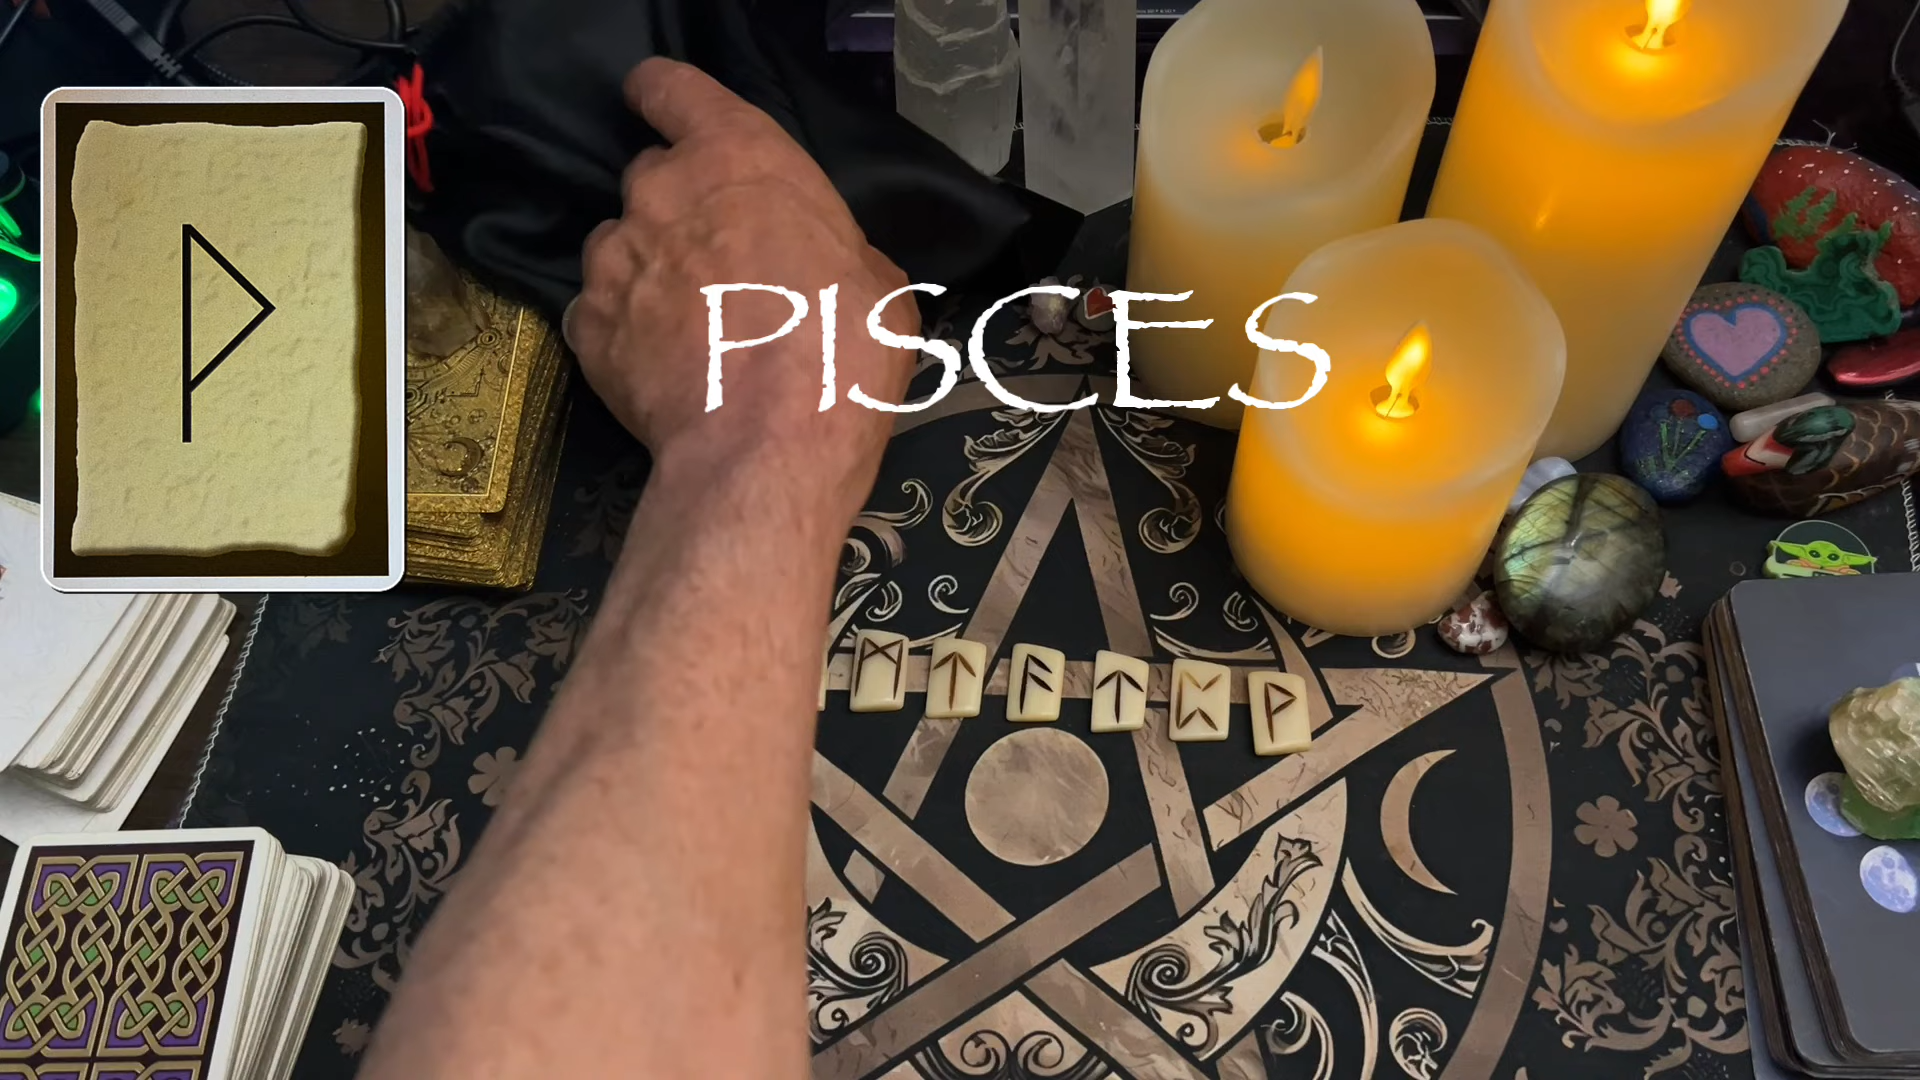 ᚹ
PISCES
ᛗ ᛏ ᚨ ᛏ ᛈ ᚹ